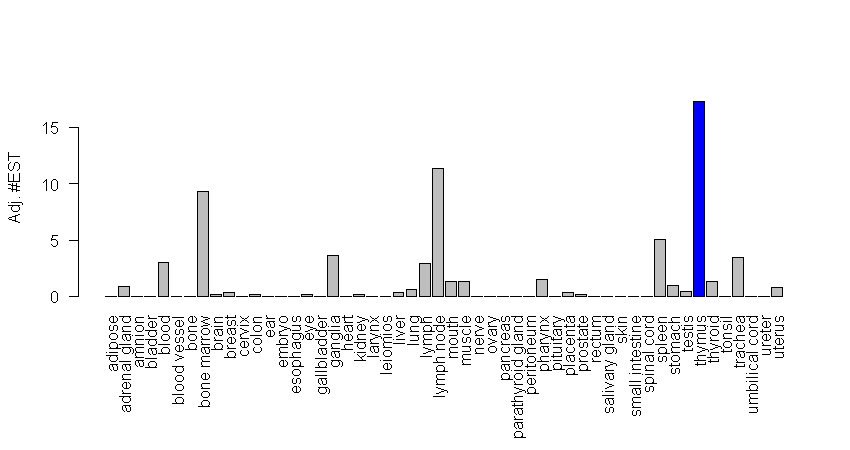 Adj. #EST
15
10
5
0
adipose
adrenal gland
amnion
bladder
blood
blood vessel
bone
bone marrow
brain
breast
cervix
colon
ear
embryo
esophagus
eye
gallbladder
ganglia
heart
kidney
larynx
leiomios
liver
lung
lymph
lymph node
mouth
muscle
nerve
ovary
pancreas
parathyroid gland
peritoneum
pharynx
pituitary
placenta
prostate
rectum
salivary gland
skin
small intestine
spinal cord
spleen
stomach
testis
thymus
thyroid
tonsil
trachea
umbilical cord
ureter
uterus